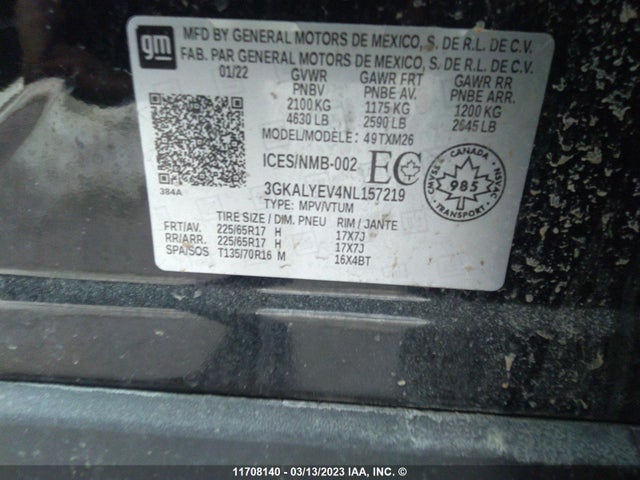 gm
MFD BY GENERAL MOTORS DE MEXICO, S. DE R.L. DE C.V.
FAB. PAR GENERAL MOTORS DE MEXICO, S. DE R.L. DE C.V.
01/22 GVWR GAWR FRT GAWR RR
PNBV PNBE AV. PNBE ARR.
2100 KG 1175 KG 1200 KG
4630 LB 2590 LB 2645 LB
MODEL/MODÈLE: 49TXM26
384A
ICES/NMB-002 EC
CANADA
CMVSS NSVAC
985
TRANSPORT
3GKALYEV4NL157219
TYPE: MPV/VTUM
TIRE SIZE / DIM. PNEU RIM / JANTE
FRT/AV. 225/65R17 H 17X7J
RR/ARR. 225/65R17 H 17X7J
SPA/SOS T135/70R16 M 16X4BT
11708140 - 03/13/2023 IAA, INC. ©